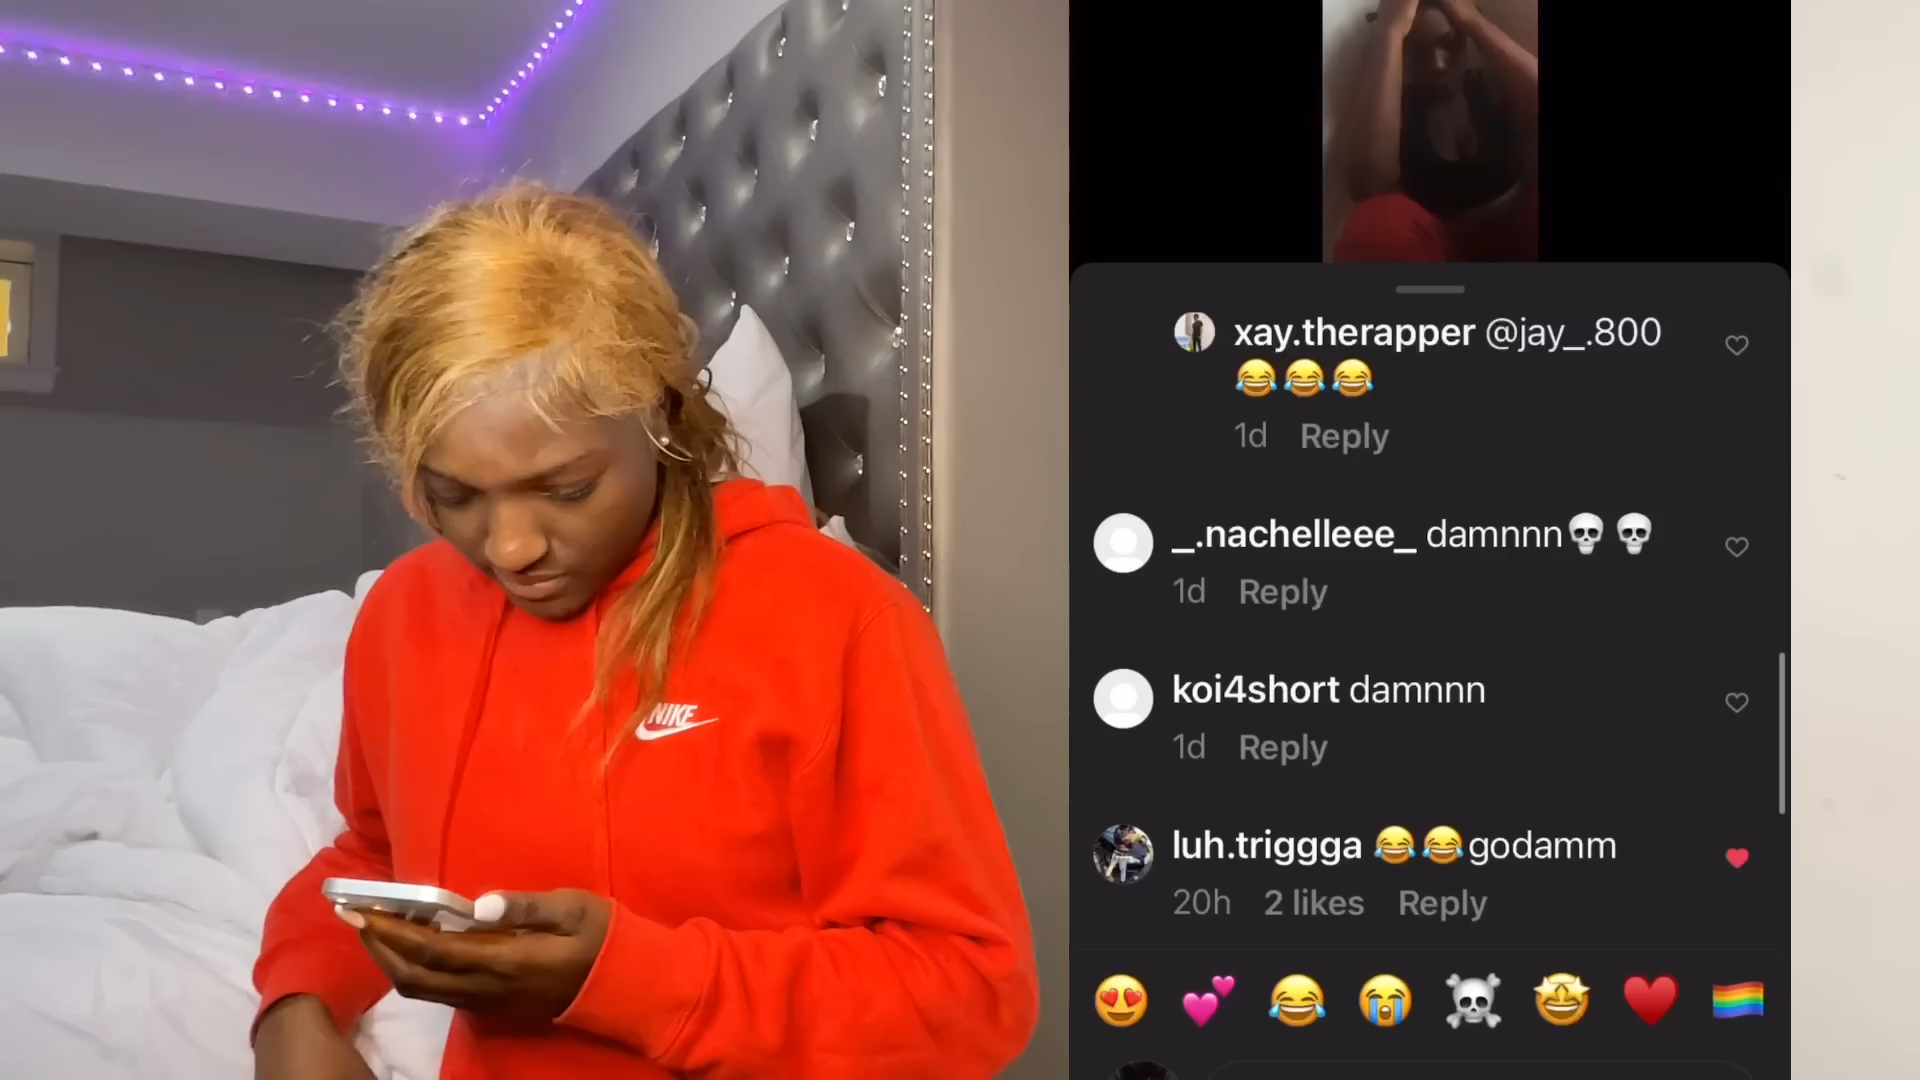 NIKE
xay.therapper @jay_.800
😂😂😂
1d Reply
_.nachelleee_ damnnn💀💀
1d Reply
koi4short damnnn
1d Reply
luh.triggga 😂😂godamm
20h 2 likes Reply